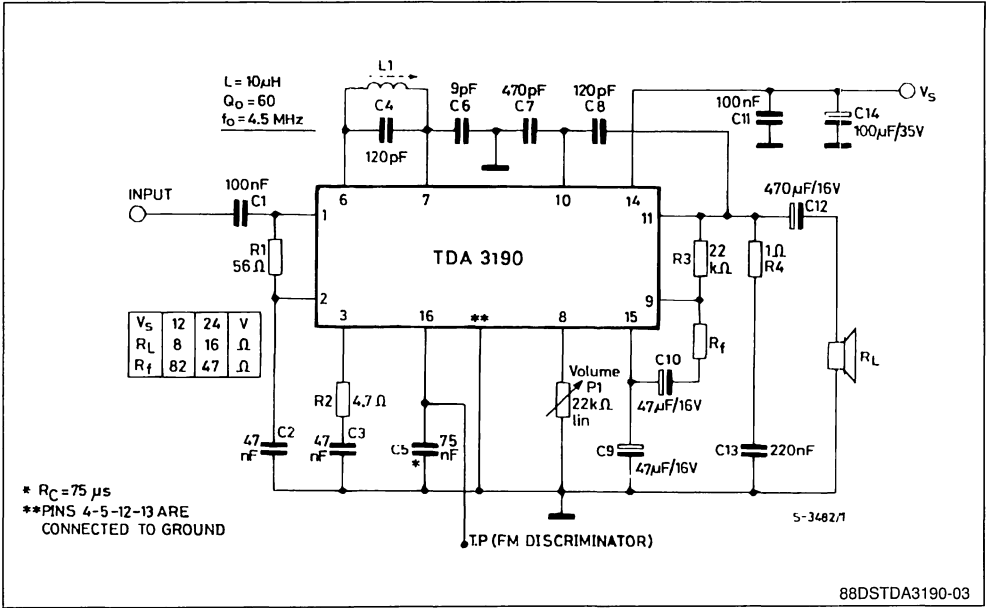 L1
L = 10µH
Qo = 60
fo = 4.5 MHz
C4
120pF
9pF
C6
470pF
C7
120pF
C8
100nF
C11
C14
100µF/35V
Vs
INPUT
100nF
C1
R1
56Ω
6
7
10
14
1
2
11
9
3
16
**
8
15
TDA 3190
470µF/16V
C12
R3
22
kΩ
1Ω
R4
Rf
RL
Vs 12 24 V
RL 8 16 Ω
Rf 82 47 Ω
R2
4.7Ω
Volume
P1
22kΩ
lin
C10
47µF/16V
47
nF
C2
47
nF
C3
C5
75
nF
*
C9
47µF/16V
C13
220nF
* RC = 75 µs
**PINS 4-5-12-13 ARE
CONNECTED TO GROUND
T.P (FM DISCRIMINATOR)
S-3482/1
88DSTDA3190-03